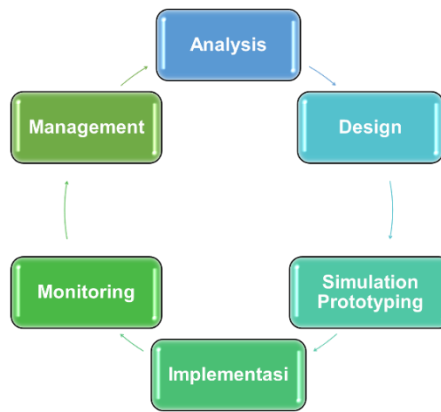 Analysis
Design
Simulation
Prototyping
Implementasi
Monitoring
Management